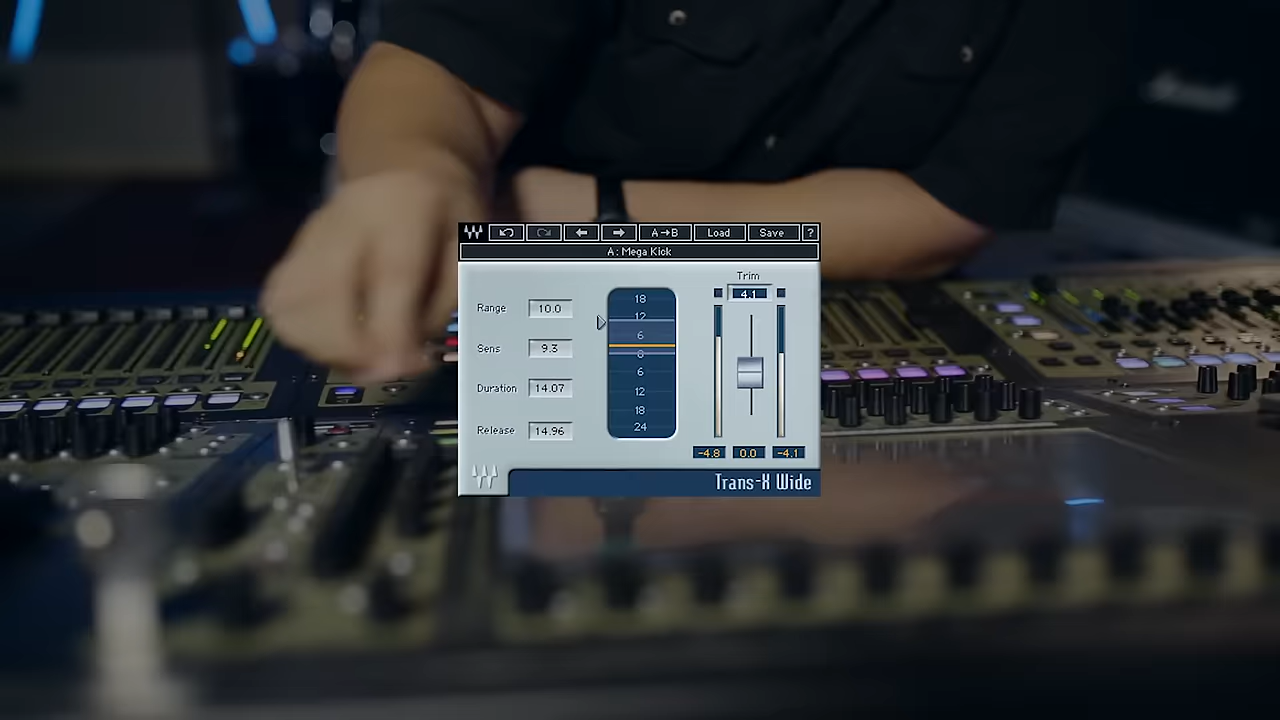 A→B Load Save ?
A: Mega Kick
Trim
4.1
Range 10.0
Sens 9.3
Duration 14.07
Release 14.96
18
12
6
0
6
12
18
24
-4.8 0.0 -4.1
Trans-X Wide